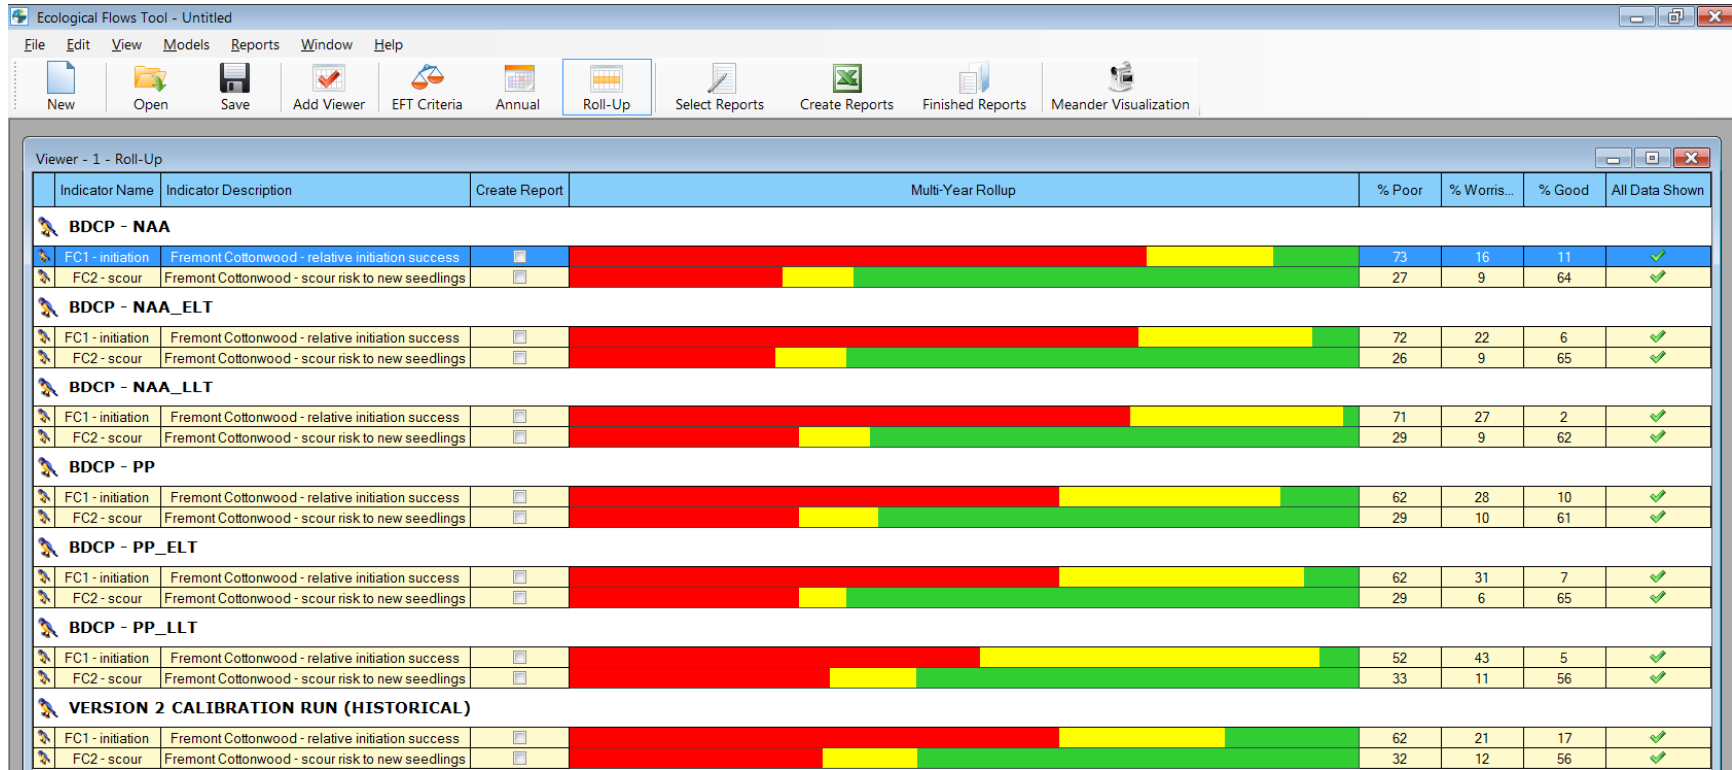 Ecological Flows Tool - Untitled
File Edit View Models Reports Window Help
New Open Save Add Viewer EFT Criteria Annual Roll-Up Select Reports Create Reports Finished Reports Meander Visualization
Viewer - 1 - Roll-Up
Indicator Name Indicator Description Create Report Multi-Year Rollup % Poor % Worris... % Good All Data Shown
BDCP - NAA
FC1 - initiation Fremont Cottonwood - relative initiation success 73 16 11
FC2 - scour Fremont Cottonwood - scour risk to new seedlings 27 9 64
BDCP - NAA_ELT
FC1 - initiation Fremont Cottonwood - relative initiation success 72 22 6
FC2 - scour Fremont Cottonwood - scour risk to new seedlings 26 9 65
BDCP - NAA_LLT
FC1 - initiation Fremont Cottonwood - relative initiation success 71 27 2
FC2 - scour Fremont Cottonwood - scour risk to new seedlings 29 9 62
BDCP - PP
FC1 - initiation Fremont Cottonwood - relative initiation success 62 28 10
FC2 - scour Fremont Cottonwood - scour risk to new seedlings 29 10 61
BDCP - PP_ELT
FC1 - initiation Fremont Cottonwood - relative initiation success 62 31 7
FC2 - scour Fremont Cottonwood - scour risk to new seedlings 29 6 65
BDCP - PP_LLT
FC1 - initiation Fremont Cottonwood - relative initiation success 52 43 5
FC2 - scour Fremont Cottonwood - scour risk to new seedlings 33 11 56
VERSION 2 CALIBRATION RUN (HISTORICAL)
FC1 - initiation Fremont Cottonwood - relative initiation success 62 21 17
FC2 - scour Fremont Cottonwood - scour risk to new seedlings 32 12 56